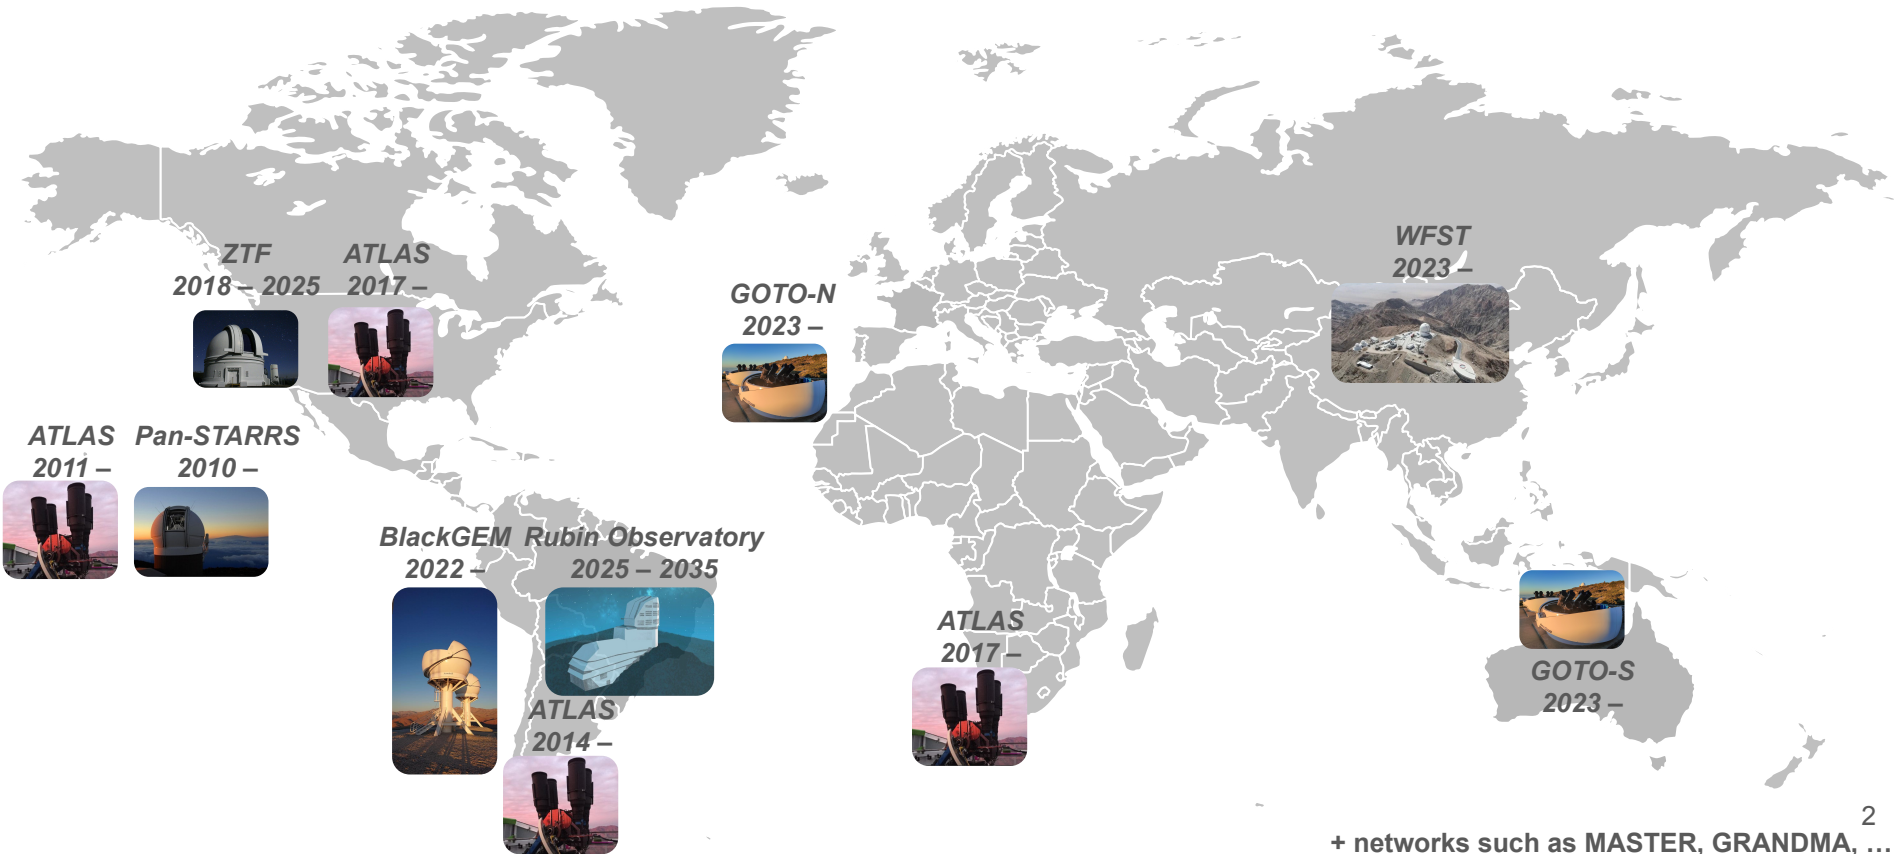 ZTF
2018 – 2025
ATLAS
2017 –
WFST
2023 –
GOTO-N
2023 –
ATLAS
2011 –
Pan-STARRS
2010 –
BlackGEM
2022 –
Rubin Observatory
2025 – 2035
ATLAS
2017 –
GOTO-S
2023 –
ATLAS
2014 –
2
+ networks such as MASTER, GRANDMA, …